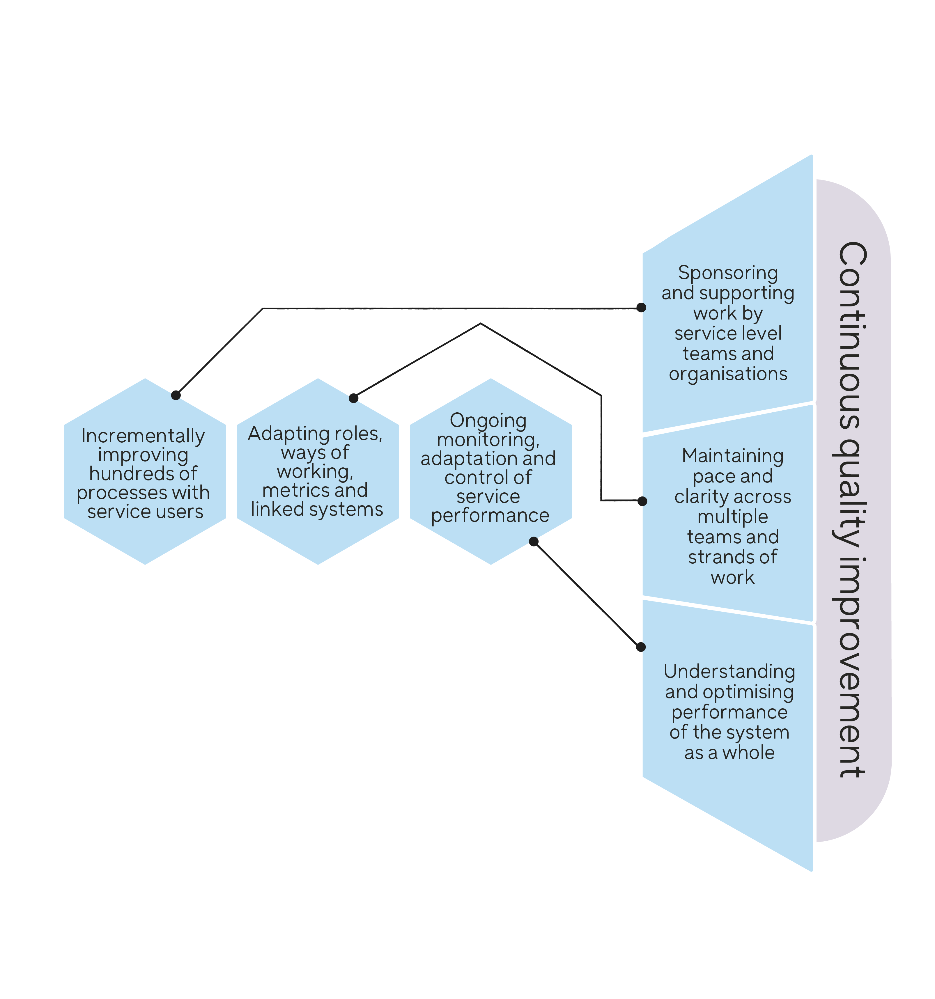 Incrementally
improving
hundreds of
processes with
service users
Adapting roles,
ways of
working,
metrics and
linked systems
Ongoing
monitoring,
adaptation and
control of
service
performance
Sponsoring
and supporting
work by
service level
teams and
organisations
Maintaining
pace and
clarity across
multiple
teams and
strands of
work
Understanding
and optimising
performance
of the system
as a whole
Continuous quality improvement